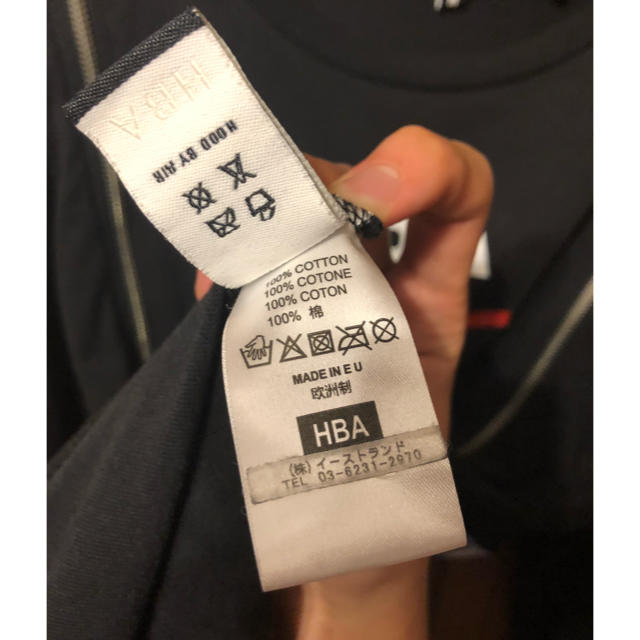 HBA
HOOD BY AIR
100% COTTON
100% COTONE
100% COTON
100% 棉
MADE IN E U
欧洲制
HBA
(株)イーストランド
TEL 03-6231-2970